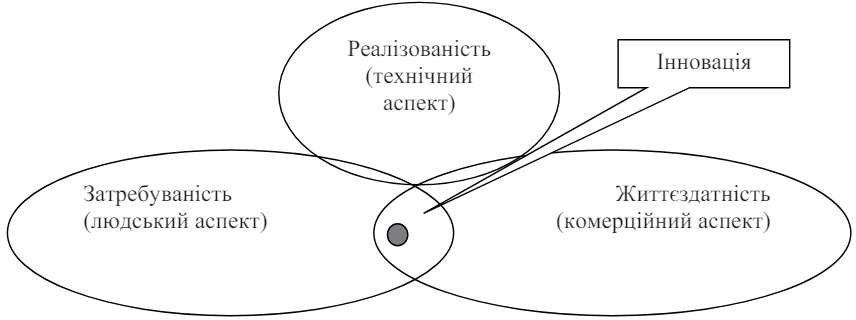 Реалізованість
(технічний
аспект)
Інновація
Затребуваність
(людський аспект)
Життєздатність
(комерційний аспект)